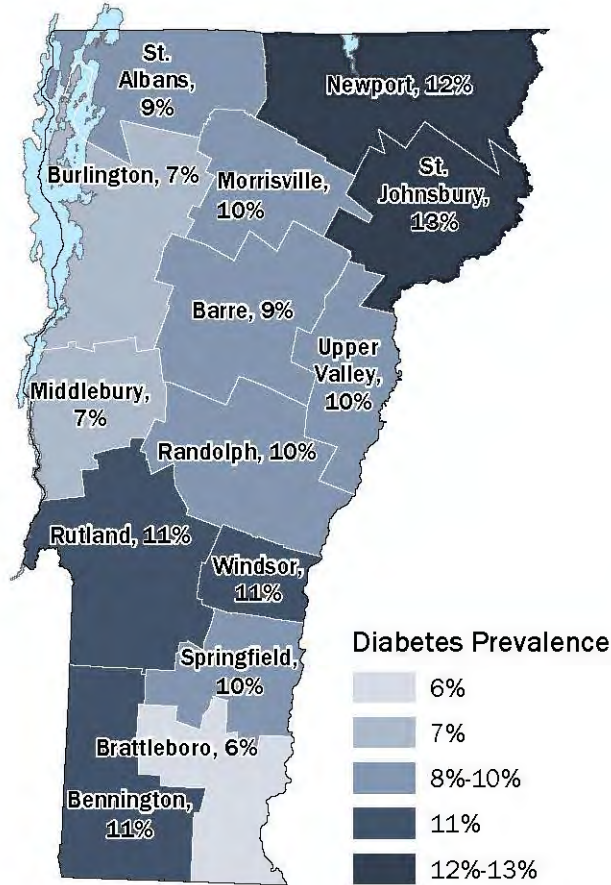 St.
Albans,
9%
Newport, 12%
Burlington, 7%
Morrisville,
10%
St.
Johnsbury,
13%
Barre, 9%
Upper
Valley,
10%
Middlebury,
7%
Randolph, 10%
Rutland, 11%
Windsor,
11%
Springfield,
10%
Brattleboro, 6%
Bennington,
11%
Diabetes Prevalence
6%
7%
8%-10%
11%
12%-13%